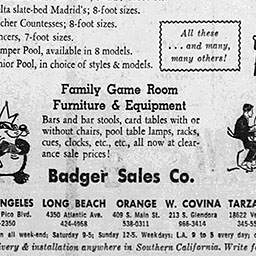 lta slate-bed Madrid's; 8-foot sizes.
cher Countesses; 8-foot sizes.
ncers, 7-foot sizes.
mper Pool, available in 8 models.
nior Pool, in choice of styles & models.
All these
. . . and many,
many others!
Family Game Room
Furniture & Equipment
Bars and bar stools, card tables with or
without chairs, pool table lamps, racks,
cues, clocks, etc., etc., all now at clear-
ance sale prices!
Badger Sales Co.
NGELES LONG BEACH ORANGE W. COVINA TARZA
Pico Blvd. 4350 Atlantic Ave. 409 S. Main St. 213 S. Glendora 18622 Ve
-2350 424-6958 538-0311 966-3414 345-55
n all week-end; Saturday 9-5; Sunday 12-5. Weekdays: L.A. 9 to 5 every day;
very & installation anywhere in Southern California. Write fo